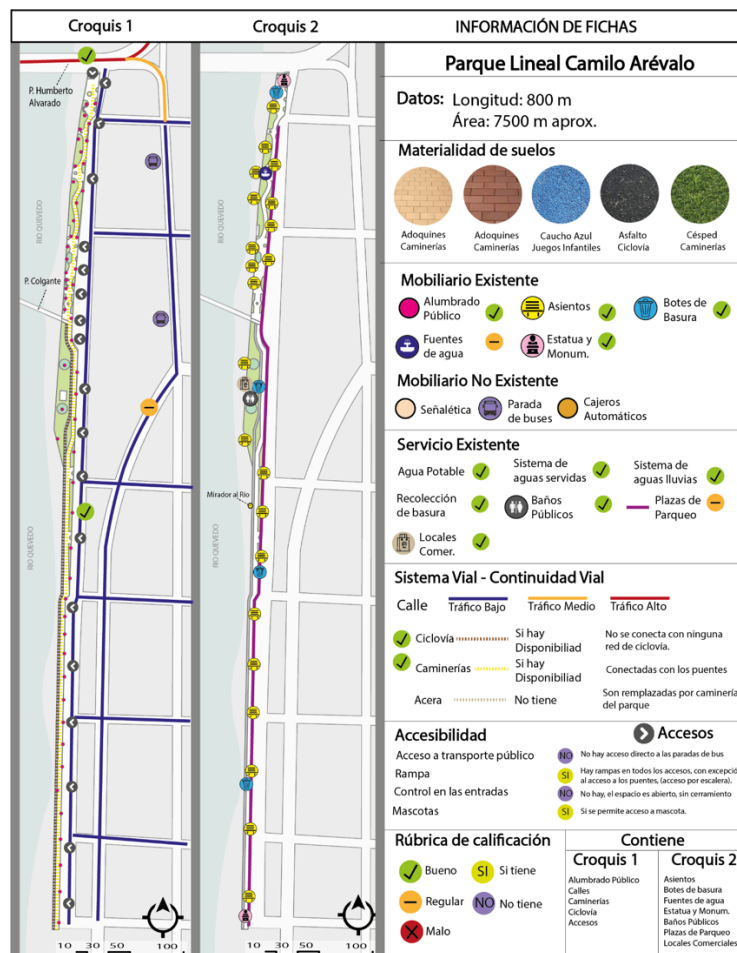 Croquis 1
Croquis 2
INFORMACIÓN DE FICHAS
P. Humberto
Alvarado
RIO QUEVEDO
P. Colgante
RIO QUEVEDO
10 30 50 100
RIO QUEVEDO
Mirador al Río
RIO QUEVEDO
10 30 50 100
Parque Lineal Camilo Arévalo
Datos: Longitud: 800 m
Área: 7500 m aprox.
Materialidad de suelos
Adoquines
Caminerías
Adoquines
Caminerías
Caucho Azul
Juegos Infantiles
Asfalto
Ciclovía
Césped
Caminerías
Mobiliario Existente
Alumbrado
Público
Asientos
Botes de
Basura
Fuentes
de agua
Estatua y
Monum.
Mobiliario No Existente
Señalética
Parada
de buses
Cajeros
Automáticos
Servicio Existente
Agua Potable
Sistema de
aguas servidas
Sistema de
aguas lluvias
Recolección
de basura
Baños
Públicos
Plazas de
Parqueo
Locales
Comer.
Sistema Vial - Continuidad Vial
Calle
Tráfico Bajo
Tráfico Medio
Tráfico Alto
Ciclovía
Si hay
Disponibiliad
No se conecta con ninguna
red de ciclovía.
Caminerías
Si hay
Disponibiliad
Conectadas con los puentes
Acera
No tiene
Son remplazadas por caminería
del parque
Accesibilidad
Accesos
Acceso a transporte público
NO No hay acceso directo a las paradas de bus
Rampa
SI Hay rampas en todos los accesos, con excepció
al acceso a los puentes, (acceso por escalera).
Control en las entradas
NO No hay, el espacio es abierto, sin cerramiento
Mascotas
SI Si se permite acceso a mascota.
Rúbrica de calificación
Bueno
SI Si tiene
Regular
NO No tiene
Malo
Contiene
Croquis 1
Alumbrado Público
Calles
Caminerías
Ciclovía
Accesos
Croquis 2
Asientos
Botes de basura
Fuentes de agua
Estatua y Monum.
Baños Públicos
Plazas de Parqueo
Locales Comerciales